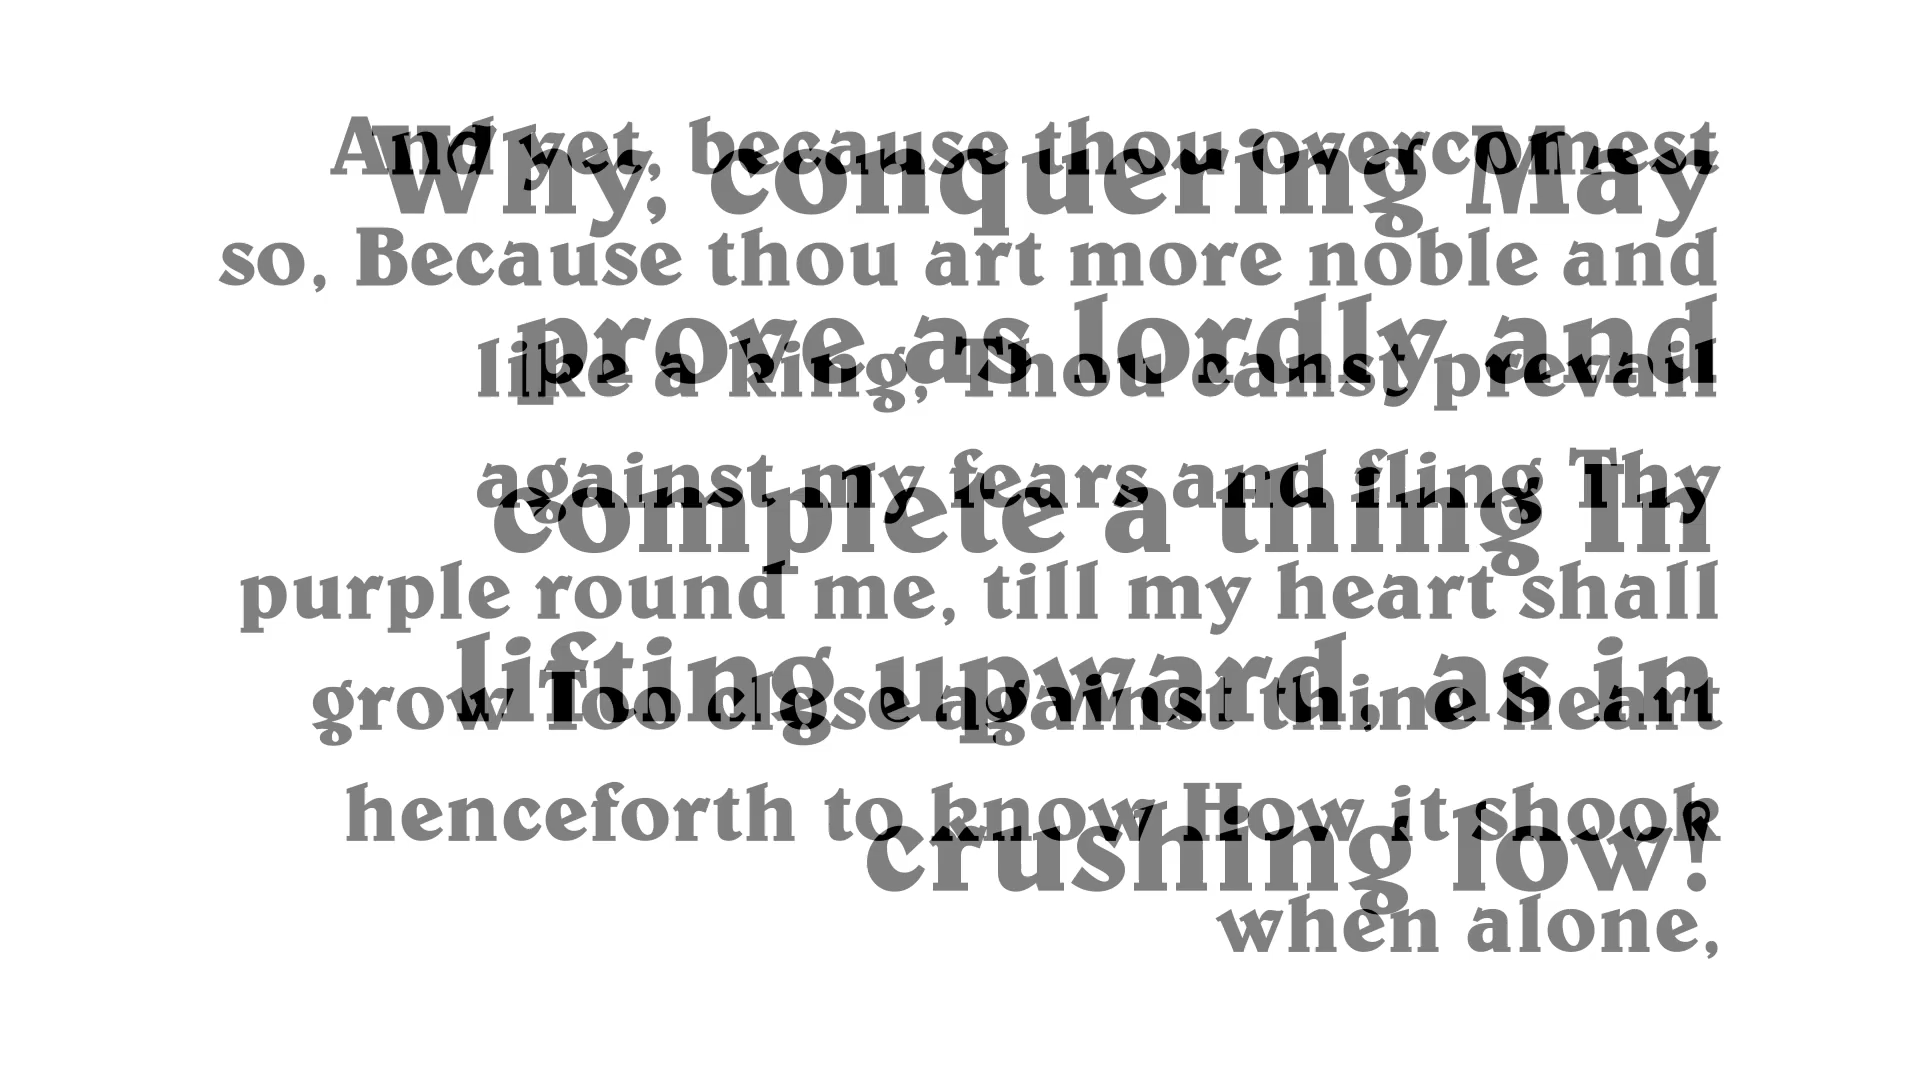 And yet, because thou overcomest
so, Because thou art more noble and
like a king, Thou canst prevail
against my fears and fling Thy
purple round me, till my heart shall
grow Too close against thine heart
henceforth to know How it shook
when alone,
Why, conquering May
prove as lordly and
complete a thing In
lifting upward, as in
crushing low!